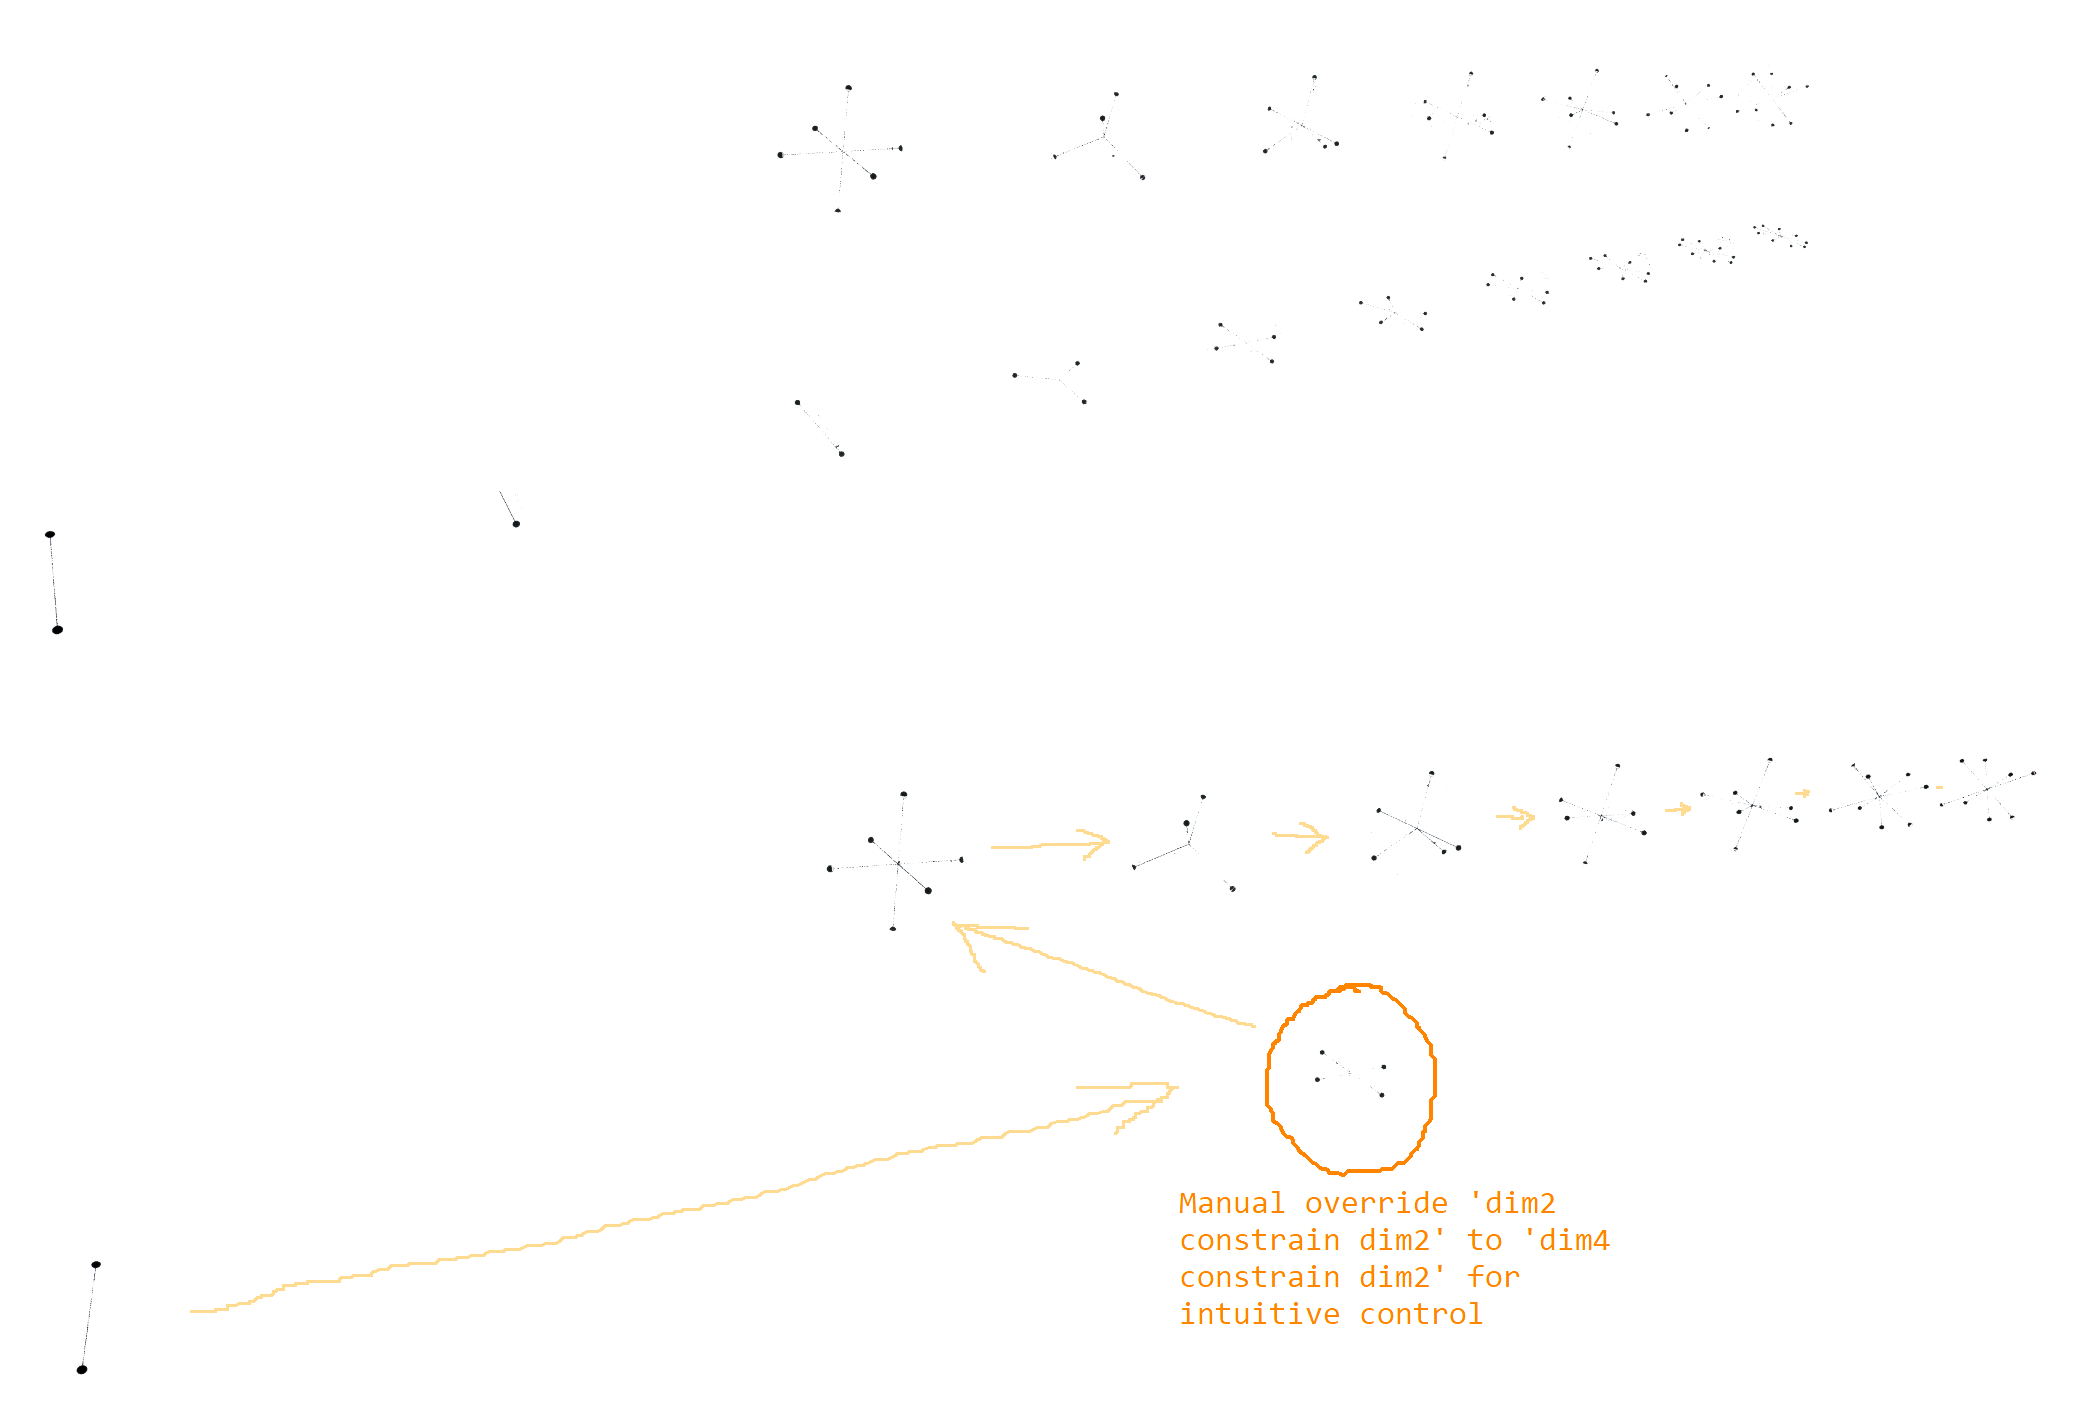 Manual override 'dim2
constrain dim2' to 'dim4
constrain dim2' for
intuitive control